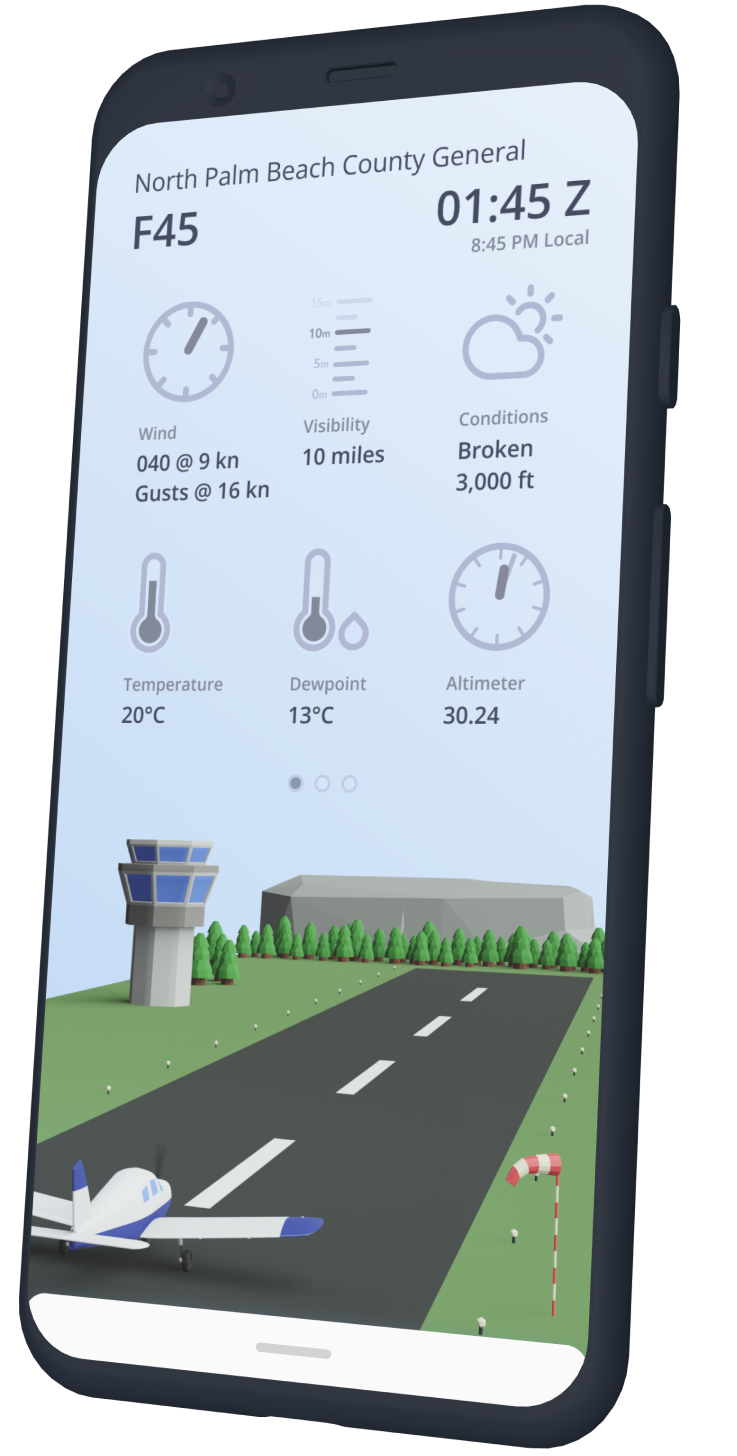 North Palm Beach County General
F45
01:45 Z
8:45 PM Local
15m
10m
5m
0m
Wind
040 @ 9 kn
Gusts @ 16 kn
Visibility
10 miles
Conditions
Broken
3,000 ft
Temperature
20°C
Dewpoint
13°C
Altimeter
30.24